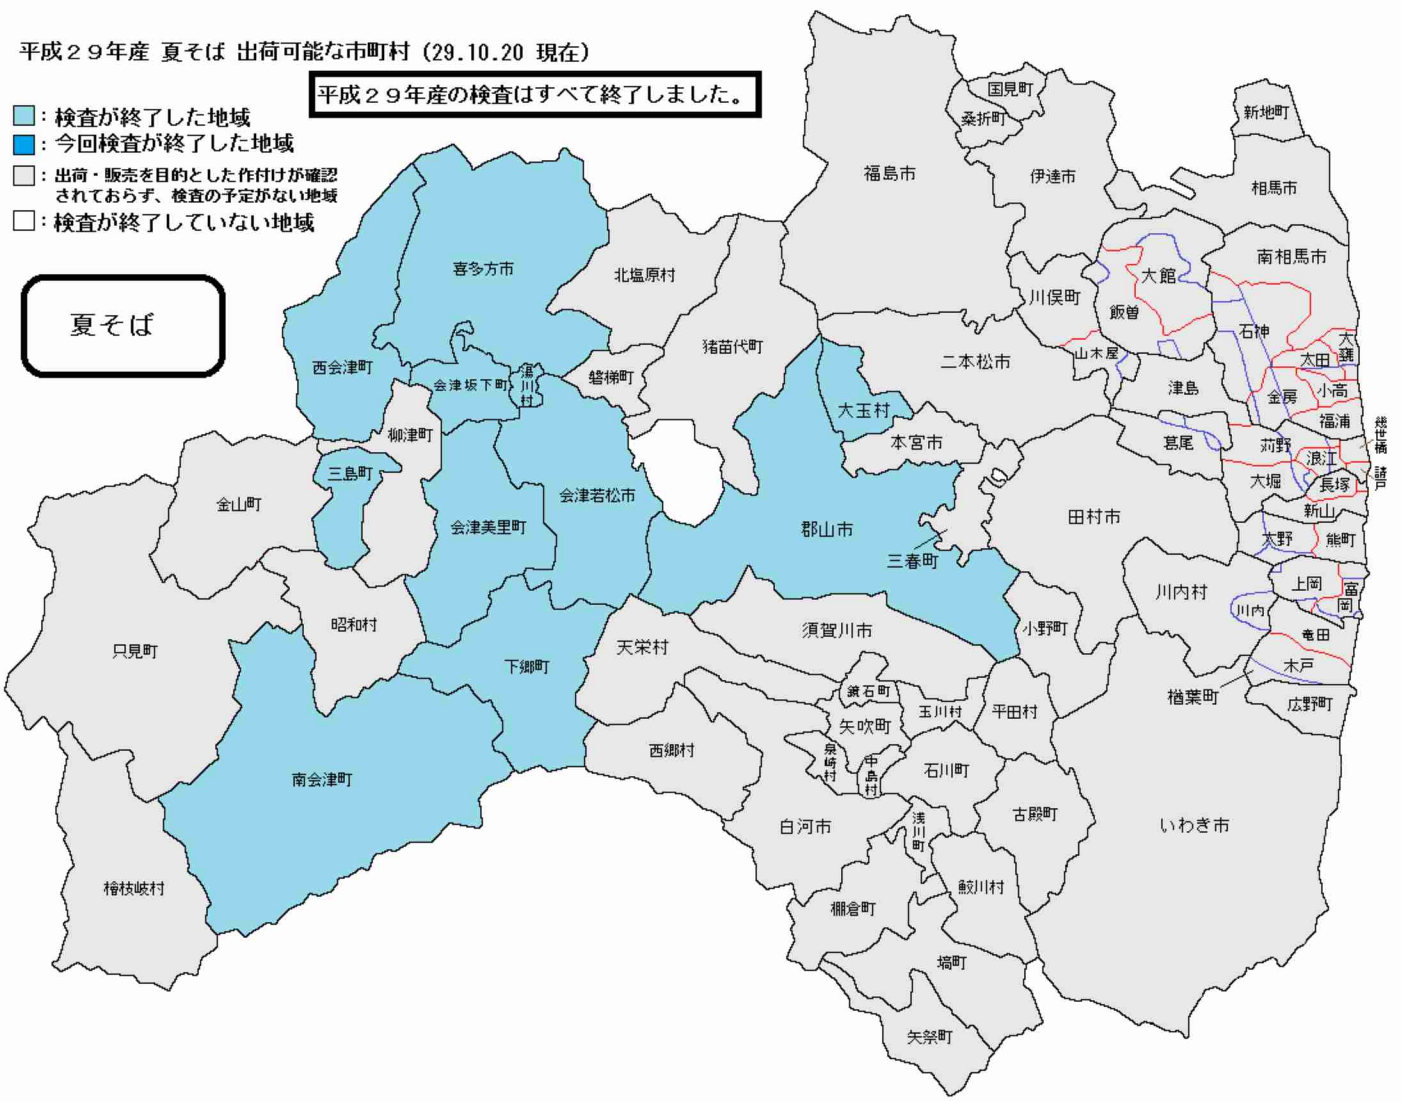 平成２９年産 夏そば 出荷可能な市町村（29.10.20 現在）
平成２９年産の検査はすべて終了しました。
：検査が終了した地域
：今回検査が終了した地域
：出荷・販売を目的とした作付けが確認
されておらず、検査の予定がない地域
：検査が終了していない地域
夏そば
国見町
桑折町
新地町
福島市
伊達市
相馬市
喜多方市
北塩原村
川俣町
大館
飯曽
南相馬市
石神
西会津町
会津坂下町
湯川村
磐梯町
猪苗代町
二本松市
山木屋
津島
太田
大甕
金房
小高
福浦
大玉村
本宮市
柳津町
三島町
葛尾
苅野
浪江
幾世橋
請戸
大堀
長塚
新山
金山町
会津美里町
会津若松市
郡山市
三春町
田村市
大野
熊町
川内村
上岡
富岡
川内
竜田
木戸
楢葉町
広野町
只見町
昭和村
下郷町
天栄村
須賀川市
小野町
鏡石町
玉川村
平田村
矢吹町
西郷村
泉崎村
中島村
石川町
南会津町
白河市
浅川町
古殿町
いわき市
檜枝岐村
棚倉町
鮫川村
塙町
矢祭町